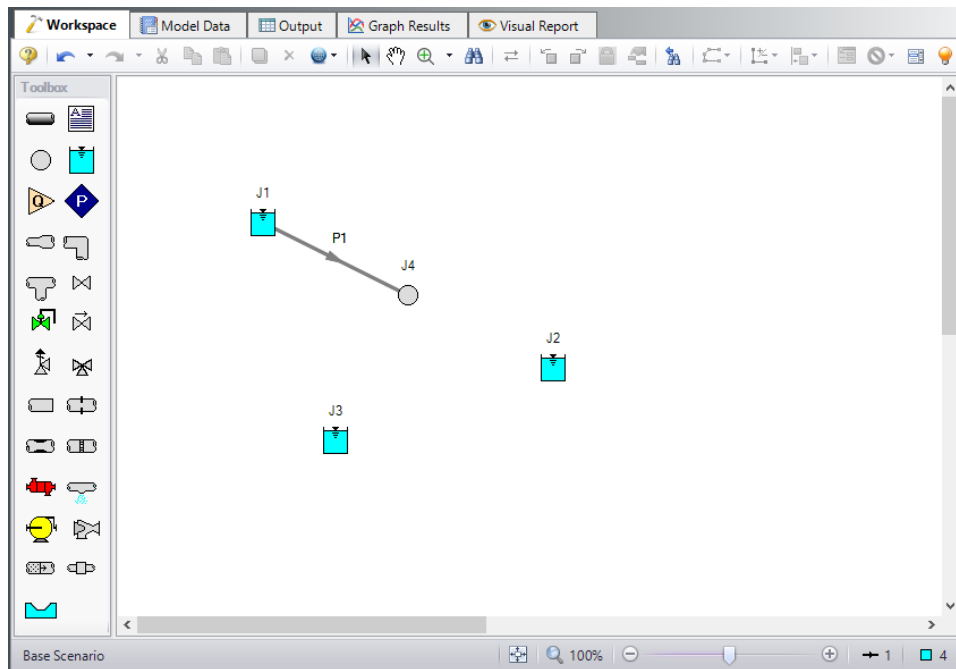 Workspace Model Data Output Graph Results Visual Report
Toolbox
A
Q P
J1
P1
J4
J2
J3
Base Scenario 100% 1 4